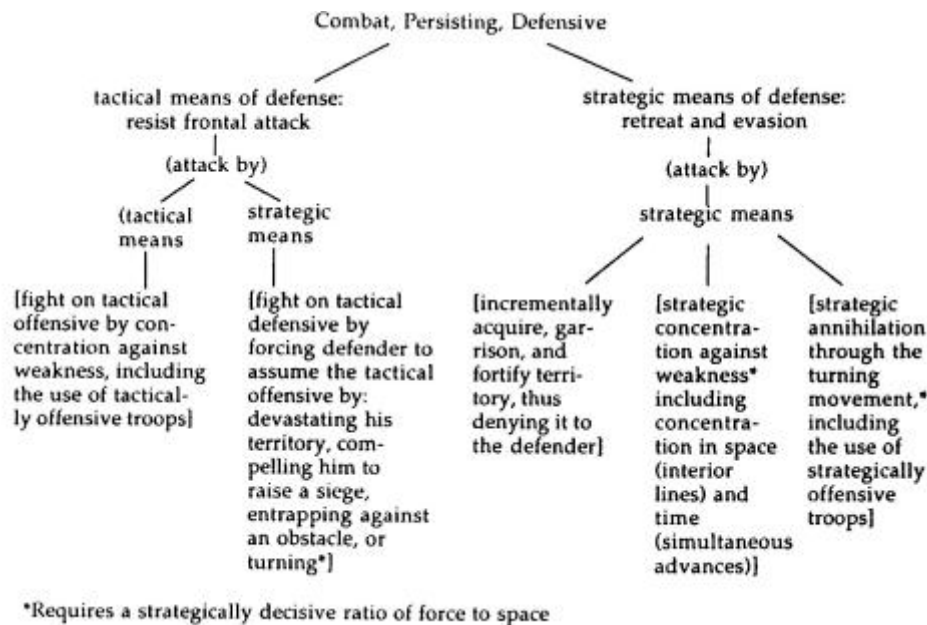 Combat, Persisting, Defensive
tactical means of defense:
resist frontal attack
(attack by)
(tactical
means
strategic
means
[fight on tactical
offensive by con-
centration against
weakness, including
the use of tactical-
ly offensive troops]
[fight on tactical
defensive by
forcing defender to
assume the tactical
offensive by:
devastating his
territory, com-
pelling him to
raise a siege,
entrapping against
an obstacle, or
turning*]
strategic means of defense:
retreat and evasion
(attack by)
strategic means
[incrementally
acquire, gar-
rison, and
fortify terri-
tory, thus
denying it to
the defender]
[strategic
concentra-
tion against
weakness*
including
concentra-
tion in space
(interior
lines) and
time
(simultaneous
advances)]
[strategic
annihilation
through the
turning
movement,*
including
the use of
strategically
offensive
troops]
*Requires a strategically decisive ratio of force to space